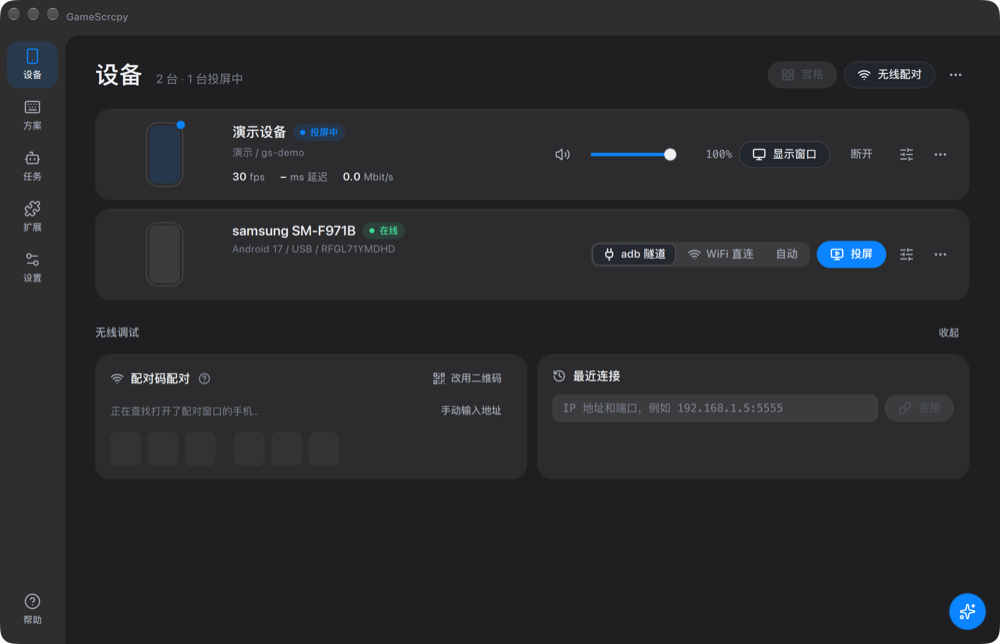 GameScrcpy
设备
方案
任务
扩展
设置
帮助
设备 2 台 · 1 台投屏中
宫格 无线配对
演示设备 投屏中
演示 / gs-demo
30 fps – ms 延迟 0.0 Mbit/s
100% 显示窗口 断开
samsung SM-F971B 在线
Android 17 / USB / RFGL71YMDHD
adb 隧道 WiFi 直连 自动 投屏
无线调试 收起
配对码配对 改用二维码
正在查找打开了配对窗口的手机… 手动输入地址
最近连接
IP 地址和端口，例如 192.168.1.5:5555 连接